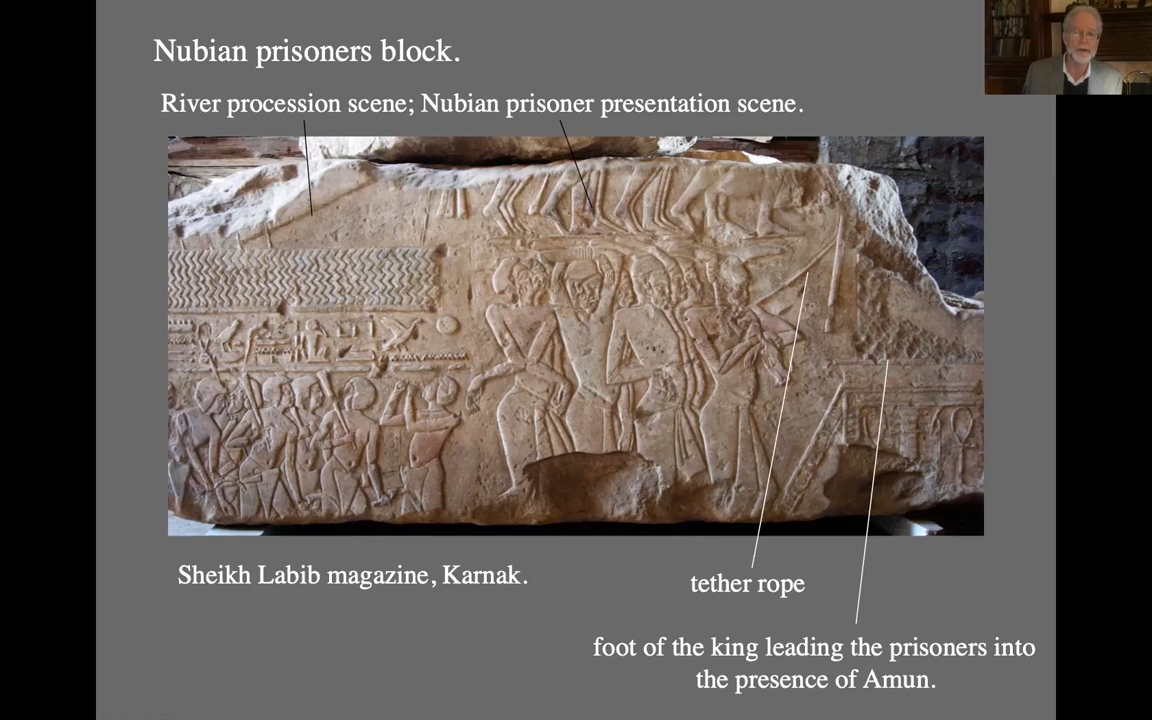 Nubian prisoners block.
River procession scene; Nubian prisoner presentation scene.
Sheikh Labib magazine, Karnak.
tether rope
foot of the king leading the prisoners into
the presence of Amun.